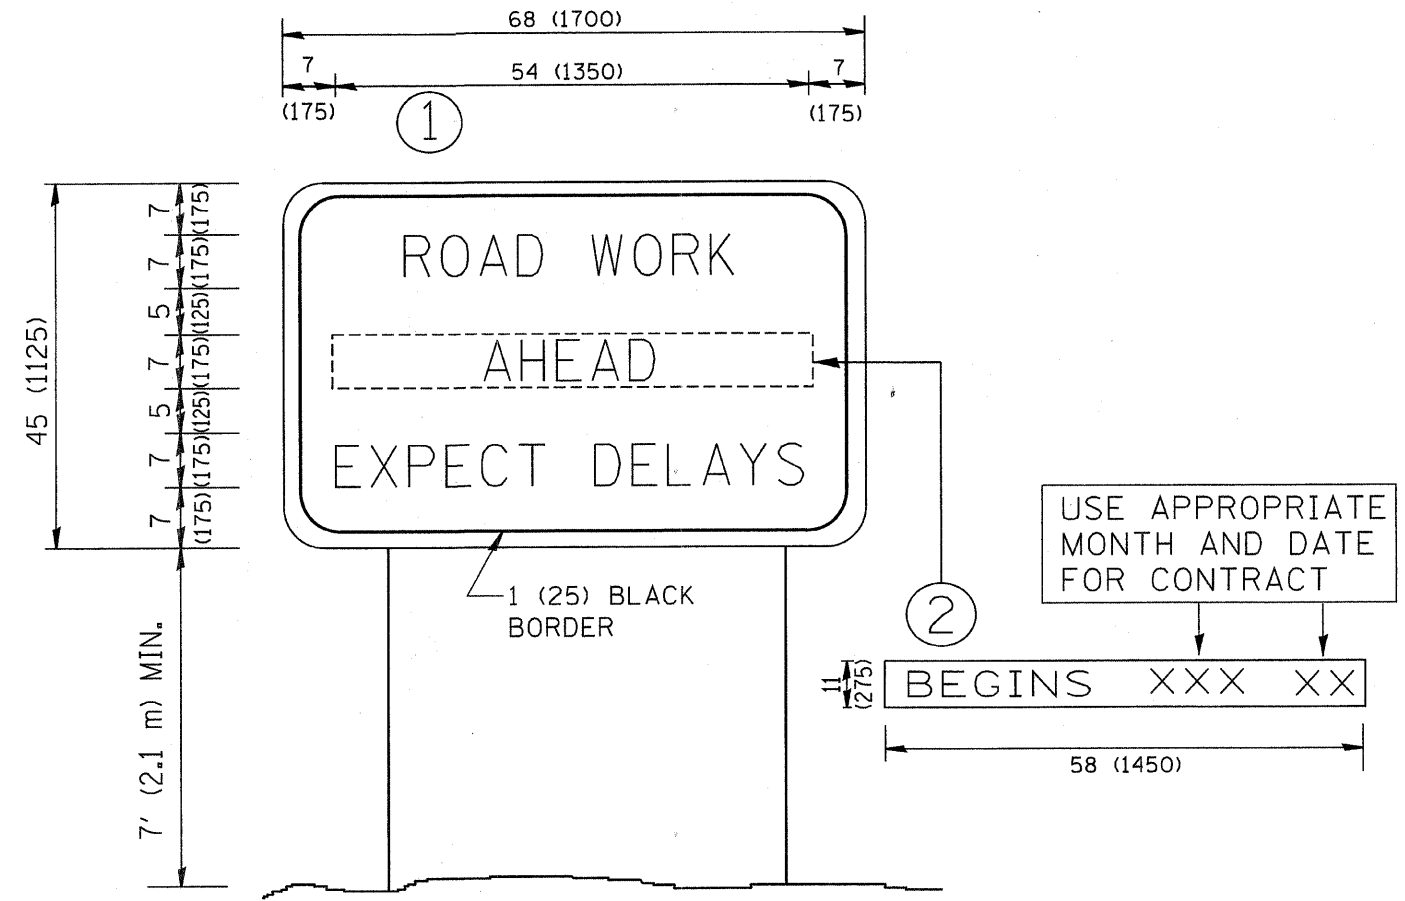 68 (1700)
7
54 (1350)
7
(175)
(175)
1
45 (1125)
7
(175)
7
(175)
5
(125)
7
(175)
5
(125)
7
(175)
7
(175)
ROAD WORK
AHEAD
EXPECT DELAYS
1 (25) BLACK
BORDER
7' (2.1 m) MIN.
USE APPROPRIATE
MONTH AND DATE
FOR CONTRACT
2
11
(275)
BEGINS XXX XX
58 (1450)